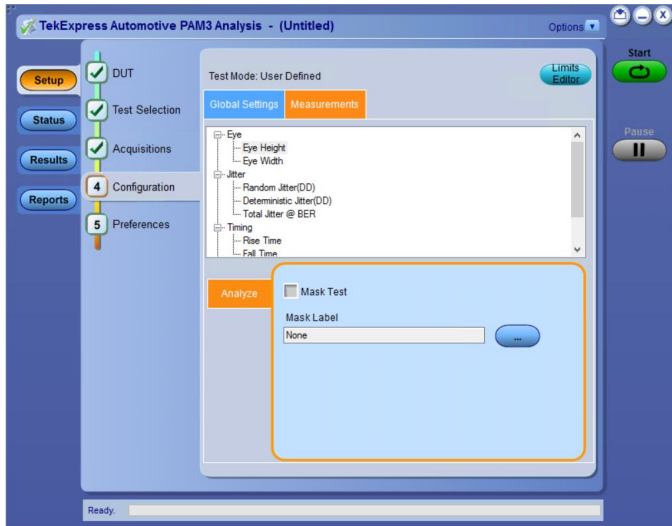 TekExpress Automotive PAM3 Analysis - (Untitled)
Options
Start
Pause
Setup
Status
Results
Reports
DUT
Test Selection
Acquisitions
4 Configuration
5 Preferences
Test Mode: User Defined
Limits
Editor
Global Settings Measurements
Eye
Eye Height
Eye Width
Jitter
Random Jitter(DD)
Deterministic Jitter(DD)
Total Jitter @ BER
Timing
Rise Time
Fall Time
Analyze
Mask Test
Mask Label
None
...
Ready.